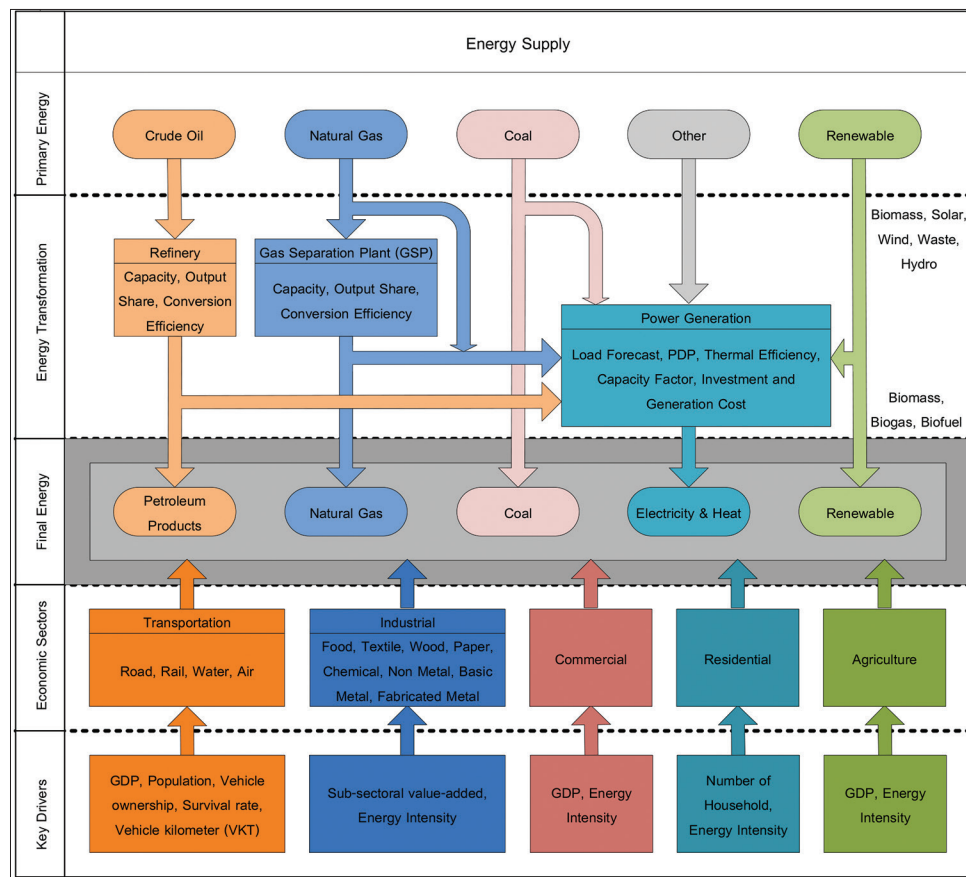 Energy Supply
Primary Energy
Crude Oil
Natural Gas
Coal
Other
Renewable
Energy Transformation
Biomass, Solar,
Wind, Waste,
Hydro
Refinery
Capacity, Output
Share, Conversion
Efficiency
Gas Separation Plant (GSP)
Capacity, Output Share,
Conversion Efficiency
Power Generation
Load Forecast, PDP, Thermal Efficiency,
Capacity Factor, Investment and
Generation Cost
Biomass,
Biogas, Biofuel
Final Energy
Petroleum
Products
Natural Gas
Coal
Electricity & Heat
Renewable
Economic Sectors
Transportation
Road, Rail, Water, Air
Industrial
Food, Textile, Wood, Paper,
Chemical, Non Metal, Basic
Metal, Fabricated Metal
Commercial
Residential
Agriculture
Key Drivers
GDP, Population, Vehicle
ownership, Survival rate,
Vehicle kilometer (VKT)
Sub-sectoral value-added,
Energy Intensity
GDP, Energy
Intensity
Number of
Household,
Energy Intensity
GDP, Energy
Intensity